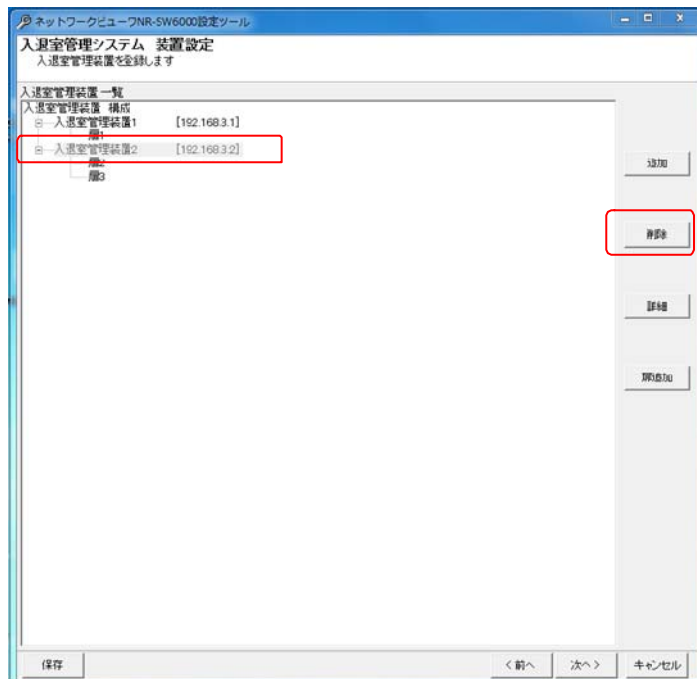 ネットワークビューワNR-SW6000設定ツール
入退室管理システム 装置設定
入退室管理装置を登録します
入退室管理装置一覧
入退室管理装置 構成
入退室管理装置1 [192.168.3.1]
扉1
入退室管理装置2 [192.168.3.2]
扉2
扉3
追加
削除
詳細
扉追加
保存
<前へ
次へ>
キャンセル